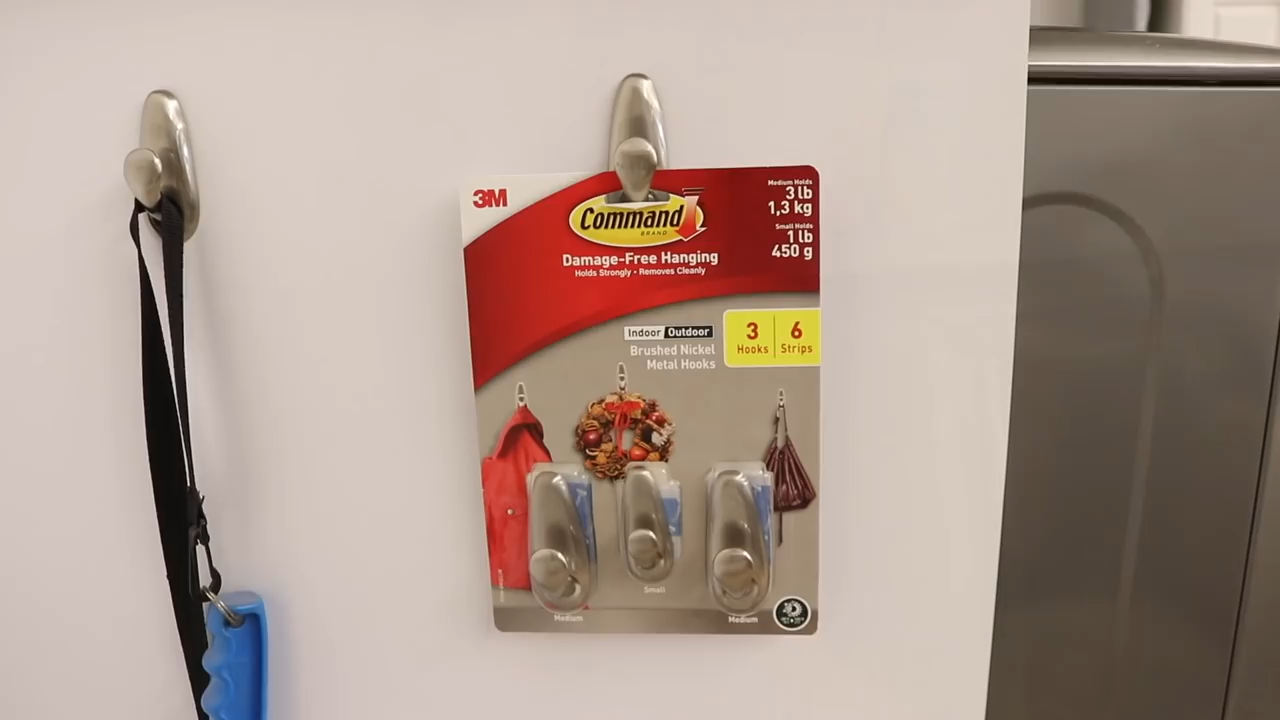 3M
Command
BRAND
Damage-Free Hanging
Holds Strongly • Removes Cleanly
Medium Holds
3 lb
1,3 kg
Small Holds
1 lb
450 g
Indoor Outdoor
Brushed Nickel
Metal Hooks
3 Hooks
6 Strips
Small
Medium
Medium